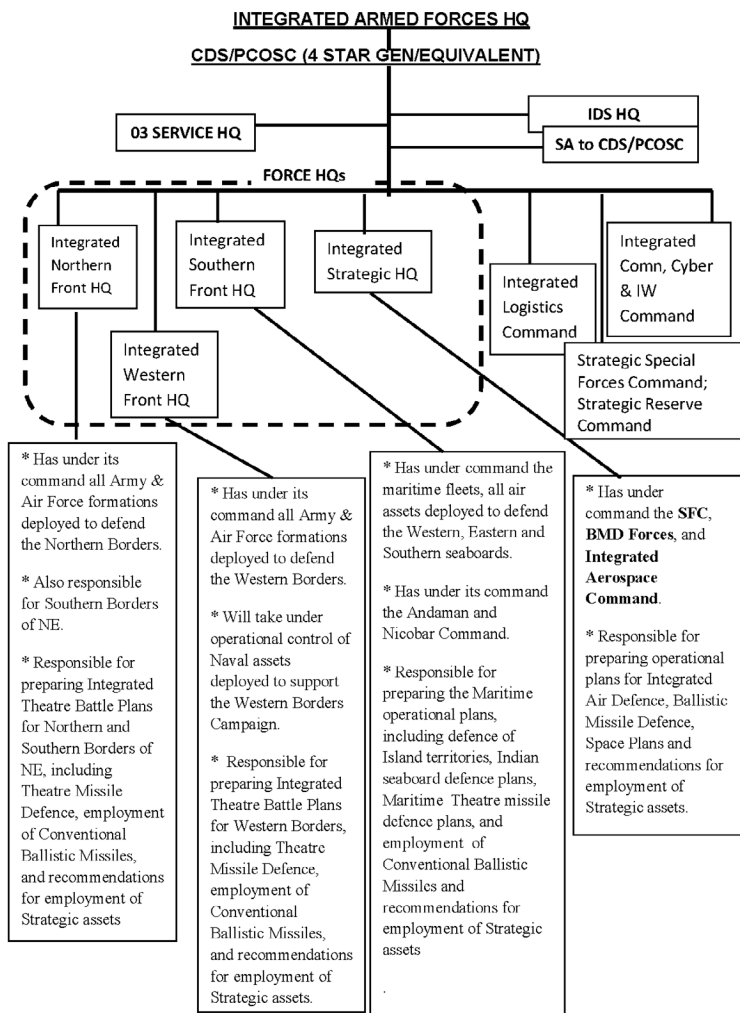 INTEGRATED ARMED FORCES HQ
CDS/PCOSC (4 STAR GEN/EQUIVALENT)
03 SERVICE HQ
IDS HQ
SA to CDS/PCOSC
FORCE HQs
Integrated
Northern
Front HQ
Integrated
Western
Front HQ
Integrated
Southern
Front HQ
Integrated
Strategic HQ
Integrated
Logistics
Command
Integrated
Comn, Cyber
& IW
Command
Strategic Special
Forces Command;
Strategic Reserve
Command
* Has under its
command all Army &
Air Force formations
deployed to defend
the Northern Borders.
* Also responsible
for Southern Borders
of NE.
* Responsible for
preparing Integrated
Theatre Battle Plans
for Northern and
Southern Borders of
NE, including
Theatre Missile
Defence, employment
of Conventional
Ballistic Missiles,
and recommendations
for employment of
Strategic assets
* Has under its
command all Army &
Air Force formations
deployed to defend
the Western Borders.
* Will take under
operational control of
Naval assets
deployed to support
the Western Borders
Campaign.
* Responsible for
preparing Integrated
Theatre Battle Plans
for Western Borders,
including Theatre
Missile Defence,
employment of
Conventional
Ballistic Missiles,
and recommendations
for employment of
Strategic assets.
* Has under command the
maritime fleets, all air
assets deployed to defend
the Western, Eastern and
Southern seaboards.
* Has under its command
the Andaman and
Nicobar Command.
* Responsible for
preparing the Maritime
operational plans,
including defence of
Island territories, Indian
seaboard defence plans,
Maritime Theatre missile
defence plans, and
employment of
Conventional Ballistic
Missiles and
recommendations for
employment of Strategic
assets
.
* Has under
command the SFC,
BMD Forces, and
Integrated
Aerospace
Command.
* Responsible for
preparing operational
plans for Integrated
Air Defence, Ballistic
Missile Defence,
Space Plans and
recommendations for
employment of
Strategic assets.